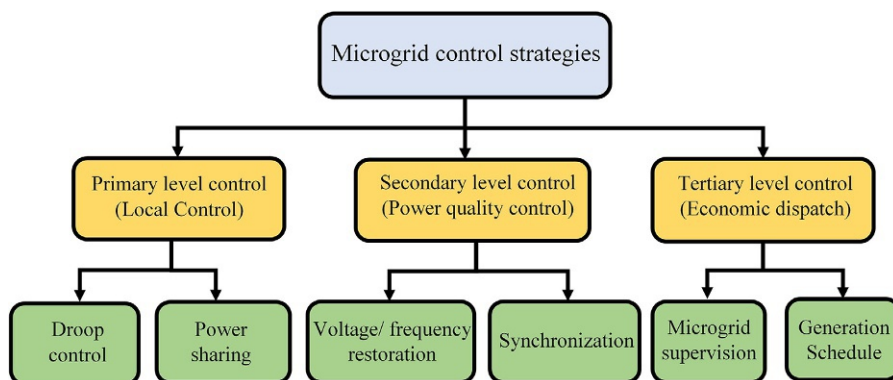 Microgrid control strategies
Primary level control
(Local Control)
Secondary level control
(Power quality control)
Tertiary level control
(Economic dispatch)
Droop
control
Power
sharing
Voltage/ frequency
restoration
Synchronization
Microgrid
supervision
Generation
Schedule